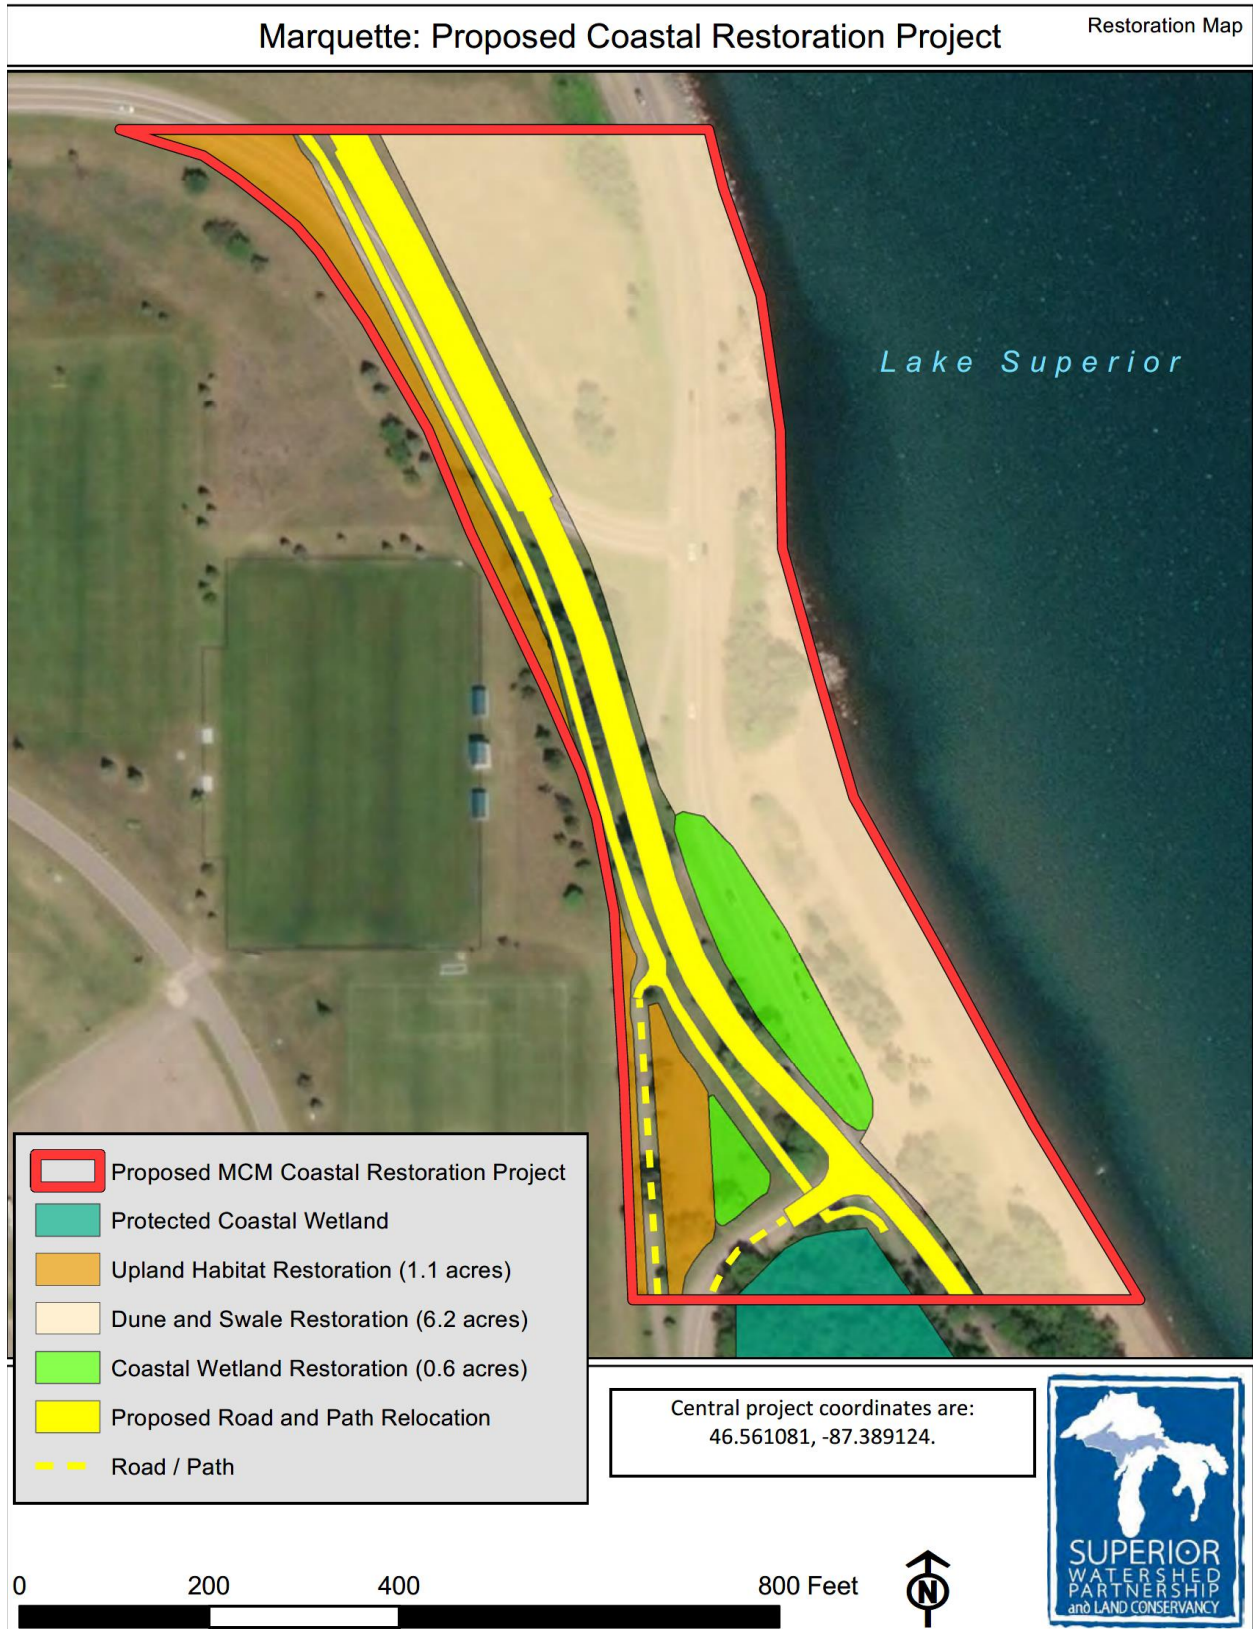 Marquette: Proposed Coastal Restoration Project
Restoration Map
Lake Superior
Proposed MCM Coastal Restoration Project
Protected Coastal Wetland
Upland Habitat Restoration (1.1 acres)
Dune and Swale Restoration (6.2 acres)
Coastal Wetland Restoration (0.6 acres)
Proposed Road and Path Relocation
Road / Path
Central project coordinates are:
46.561081, -87.389124.
0 200 400 800 Feet
N
SUPERIOR
WATERSHED
PARTNERSHIP
and LAND CONSERVANCY